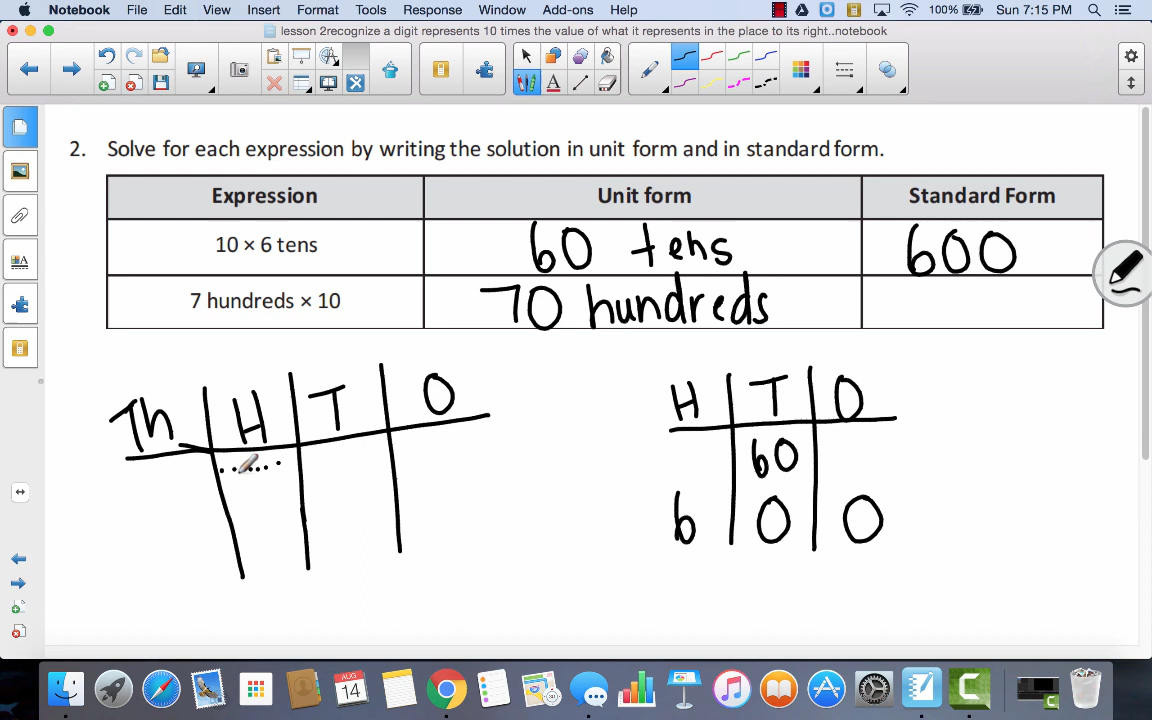 Notebook File Edit View Insert Format Tools Response Window Add-ons Help 100% Sun 7:15 PM
lesson 2recognize a digit represents 10 times the value of what it represents in the place to its right..notebook
2. Solve for each expression by writing the solution in unit form and in standard form.
Expression Unit form Standard Form
10 × 6 tens 60 tens 600
7 hundreds × 10 70 hundreds
Th H T O
H T O
60
6 0 0
AUG
14